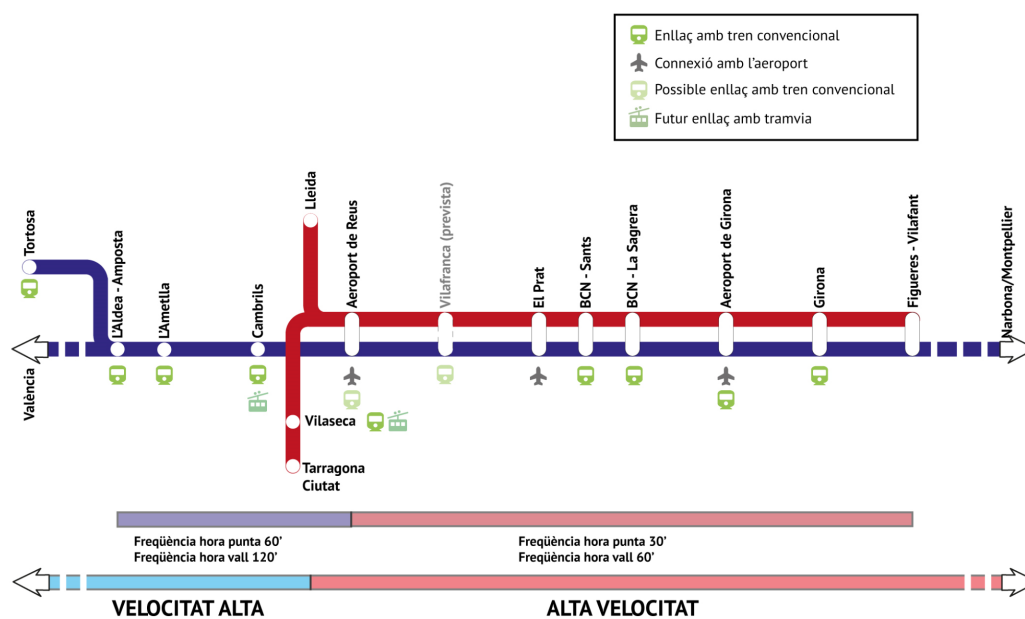 Enllaç amb tren convencional
Connexió amb l'aeroport
Possible enllaç amb tren convencional
Futur enllaç amb tramvia
Tortosa
L'Aldea - Amposta
L'Ametlla
Cambrils
Lleida
Aeroport de Reus
Vilafranca (prevista)
El Prat
BCN - Sants
BCN - La Sagrera
Aeroport de Girona
Girona
Figueres - Vilafant
Narbona/Montpellier
València
Vilaseca
Tarragona
Ciutat
Freqüència hora punta 60'
Freqüència hora vall 120'
Freqüència hora punta 30'
Freqüència hora vall 60'
VELOCITAT ALTA
ALTA VELOCITAT